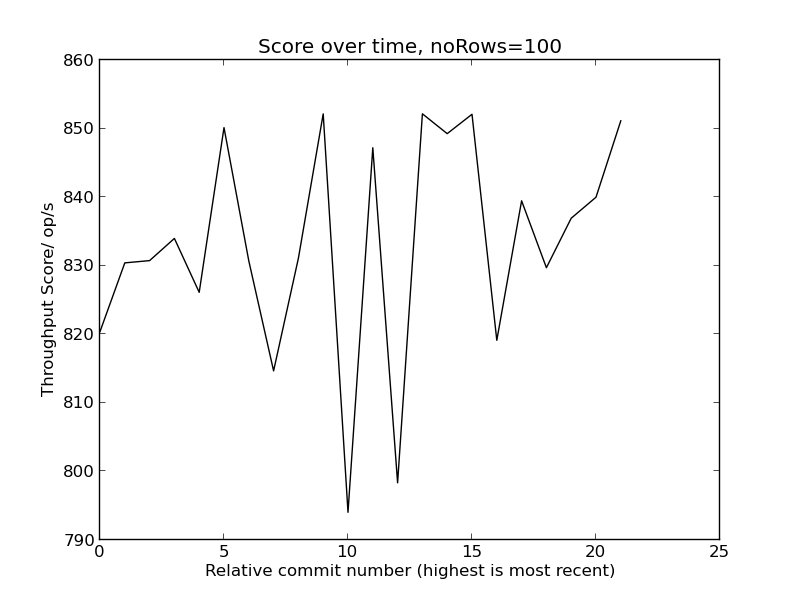 Score over time, noRows=100
860
850
840
830
820
810
800
790
Throughput Score/ op/s
0 5 10 15 20 25
Relative commit number (highest is most recent)